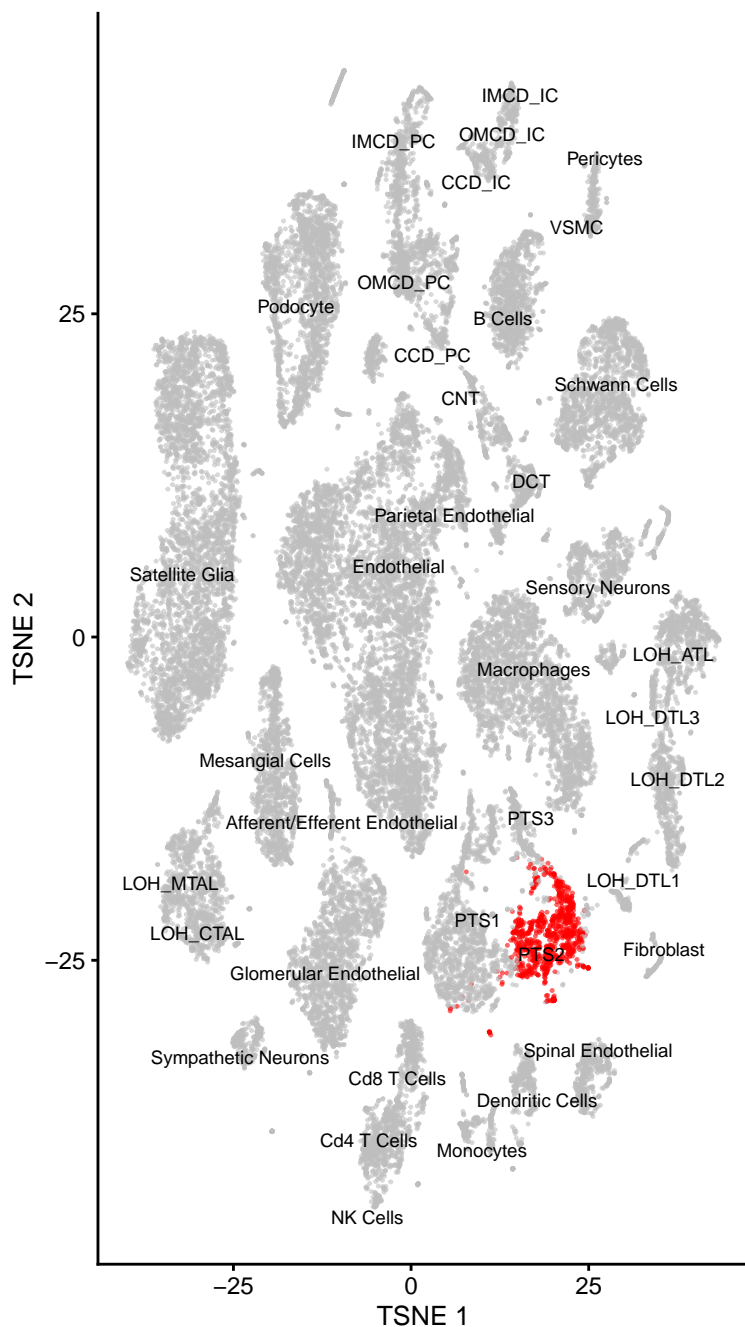 IMCD_IC
OMCD_IC
IMCD_PC
Pericytes
CCD_IC
VSMC
OMCD_PC
Podocyte
25
B Cells
CCD_PC
Schwann Cells
CNT
DCT
Parietal Endothelial
Endothelial
Satellite Glia
Sensory Neurons
TSNE 2
0
LOH_ATL
Macrophages
LOH_DTL3
Mesangial Cells
LOH_DTL2
PTS3
Afferent/Efferent Endothelial
LOH_MTAL
LOH_DTL1
PTS1
LOH_CTAL
Fibroblast
PTS2
−25
Glomerular Endothelial
Spinal Endothelial
Sympathetic Neurons
Cd8 T Cells
Dendritic Cells
Cd4 T Cells
Monocytes
NK Cells
−25 0 25
TSNE 1